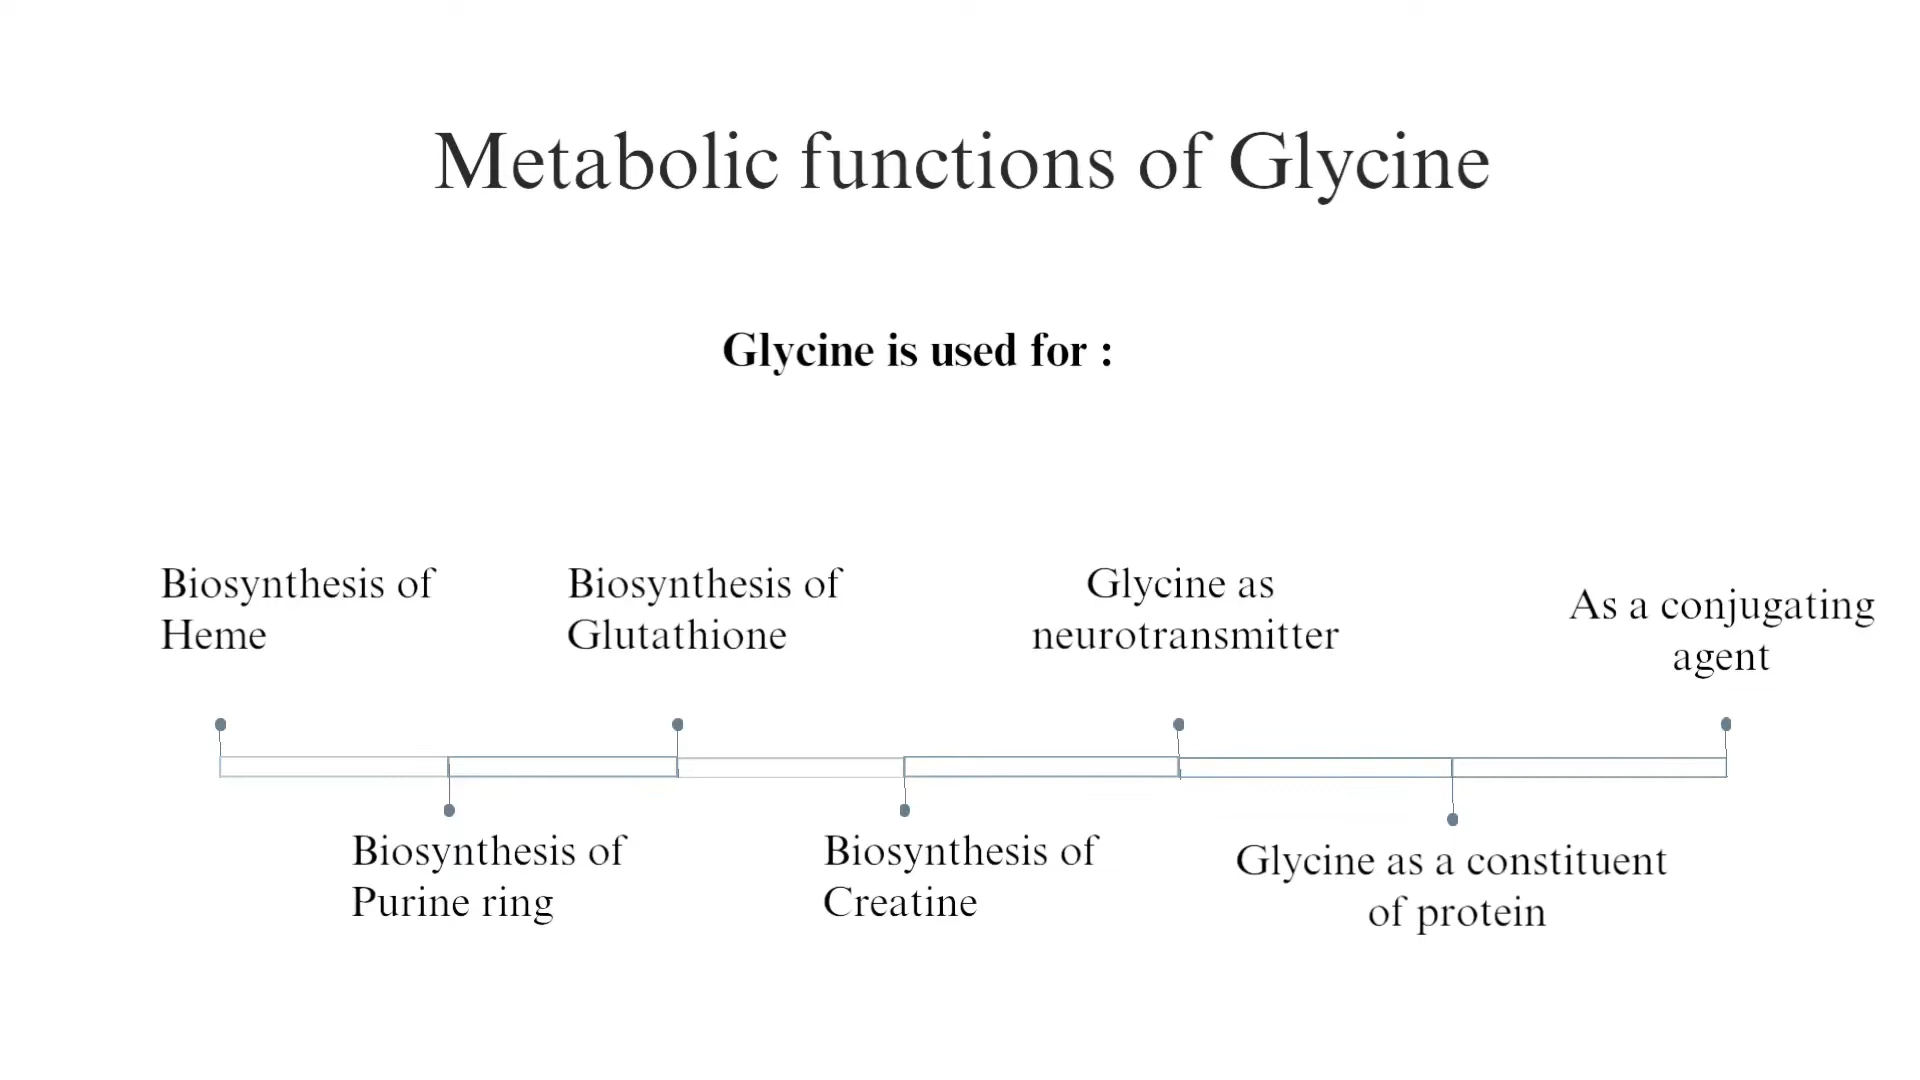 Metabolic functions of Glycine
Glycine is used for :
Biosynthesis of
Heme
Biosynthesis of
Glutathione
Glycine as
neurotransmitter
As a conjugating
agent
Biosynthesis of
Purine ring
Biosynthesis of
Creatine
Glycine as a constituent
of protein